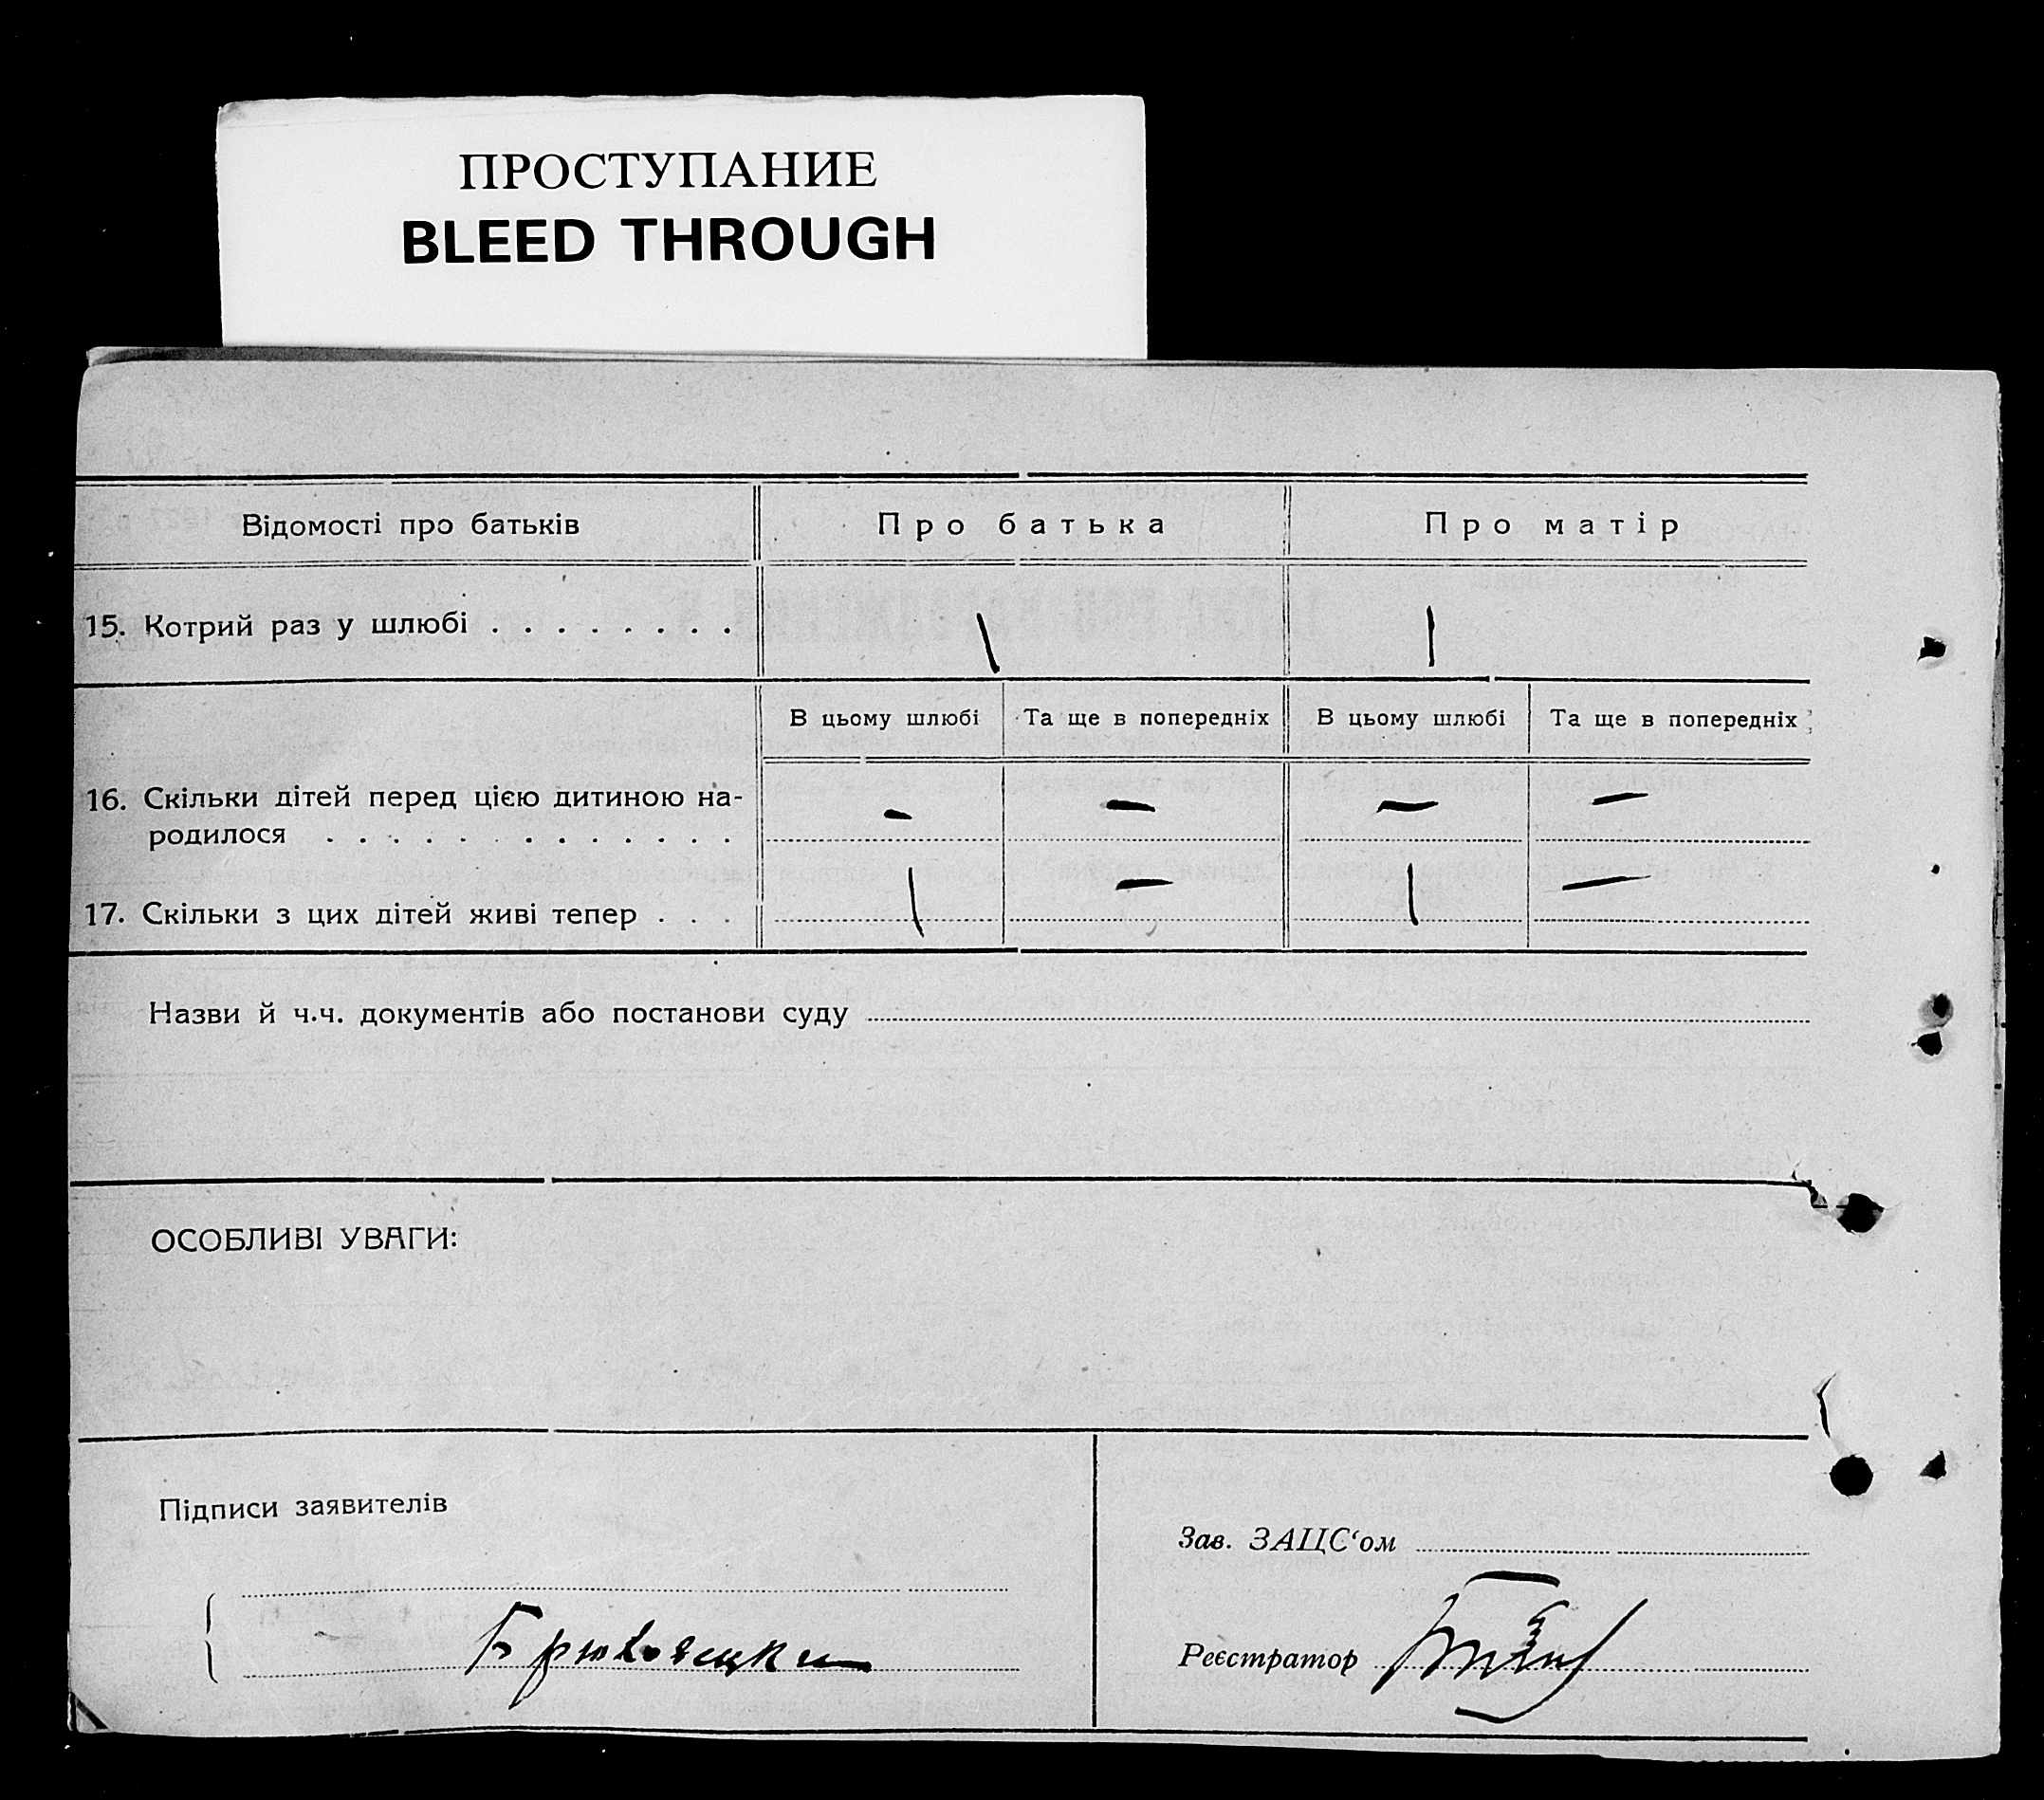 ПРОСТУПАНИЕ
BLEED THROUGH
Відомості про батьків Про батька Про матір
15. Котрий раз у шлюбі . . . . . . . . 1 1
В цьому шлюбі Та ще в попередніх В цьому шлюбі Та ще в попередніх
16. Скільки дітей перед цією дитиною на- — — — —
родилося . . . . . . . . . . . . .
17. Скільки з цих дітей живі тепер . . . 1 — 1 —
Назви й ч.ч. документів або постанови суду
ОСОБЛИВІ УВАГИ:
Підписи заявителів
Зав. ЗАЦС‘ом
Реєстратор